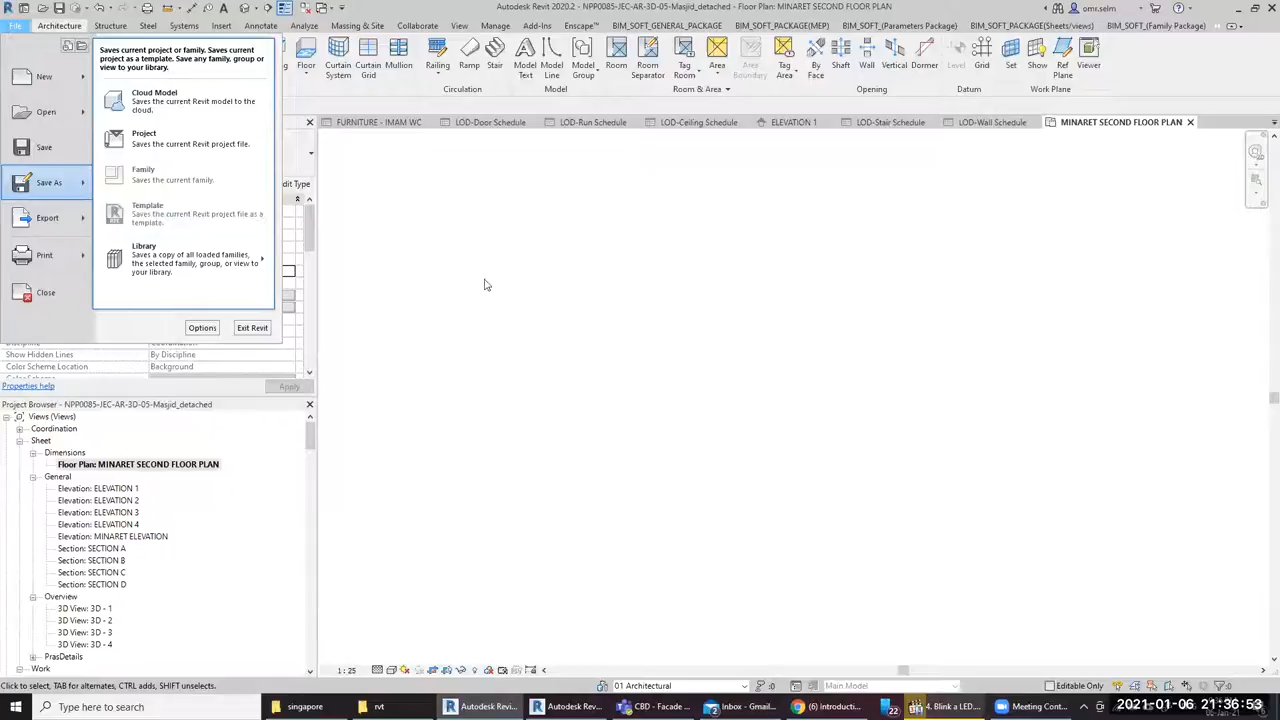 Autodesk Revit 2020.2 - NPP0085-JEC-AR-3D-05-Masjid_detached - Floor Plan: MINARET SECOND FLOOR PLAN
omr.selm
File Architecture Structure Steel Systems Insert Annotate Analyze Massing & Site Collaborate View Manage Add-Ins Enscape™ BIM_SOFT_GENERAL_PACKAGE BIM_SOFT_PACKAGE(MEP) BIM_SOFT_(Parameters Package) BIM_SOFT_PACKAGE(Sheets/views) BIM_SOFT_(Family Package)
Saves current project or family. Saves current
project as a template. Save any family, group or
view to your library.
New
Open
Save
Save As
Export
Print
Close
Cloud Model
Saves the current Revit model to the
cloud.
Project
Saves the current Revit project file.
Family
Saves the current family.
Template
Saves the current Revit project file as a
template.
Library
Saves a copy of all loaded families,
the selected family, group, or view to
your library.
Options Exit Revit
Floor Curtain System Curtain Grid Mullion Railing Ramp Stair Model Text Model Line Model Group Room Room Separator Tag Room Area Area Boundary Tag Area By Face Shaft Wall Vertical Dormer Level Grid Set Show Ref Plane Viewer
Circulation Model Room & Area Opening Datum Work Plane
FURNITURE - IMAM WC LOD-Door Schedule LOD-Run Schedule LOD-Ceiling Schedule ELEVATION 1 LOD-Stair Schedule LOD-Wall Schedule MINARET SECOND FLOOR PLAN
dit Type
Show Hidden Lines By Discipline
Color Scheme Location Background
Properties help Apply
Project Browser - NPP0085-JEC-AR-3D-05-Masjid_detached
Views (Views)
Coordination
Sheet
Dimensions
Floor Plan: MINARET SECOND FLOOR PLAN
General
Elevation: ELEVATION 1
Elevation: ELEVATION 2
Elevation: ELEVATION 3
Elevation: ELEVATION 4
Elevation: MINARET ELEVATION
Section: SECTION A
Section: SECTION B
Section: SECTION C
Section: SECTION D
Overview
3D View: 3D - 1
3D View: 3D - 2
3D View: 3D - 3
3D View: 3D - 4
PrasDetails
Work
1 : 25
Click to select, TAB for alternates, CTRL adds, SHIFT unselects.
:0
01 Architectural
Main Model
Editable Only
:0
Type here to search
singapore
rvt
Autodesk Revi...
Autodesk Rev...
CBD - Facade ...
Inbox - Gmail ...
(6) Introducti...
22
4. Blink a LED...
Meeting Cont...
2021-01-06 21:36:53